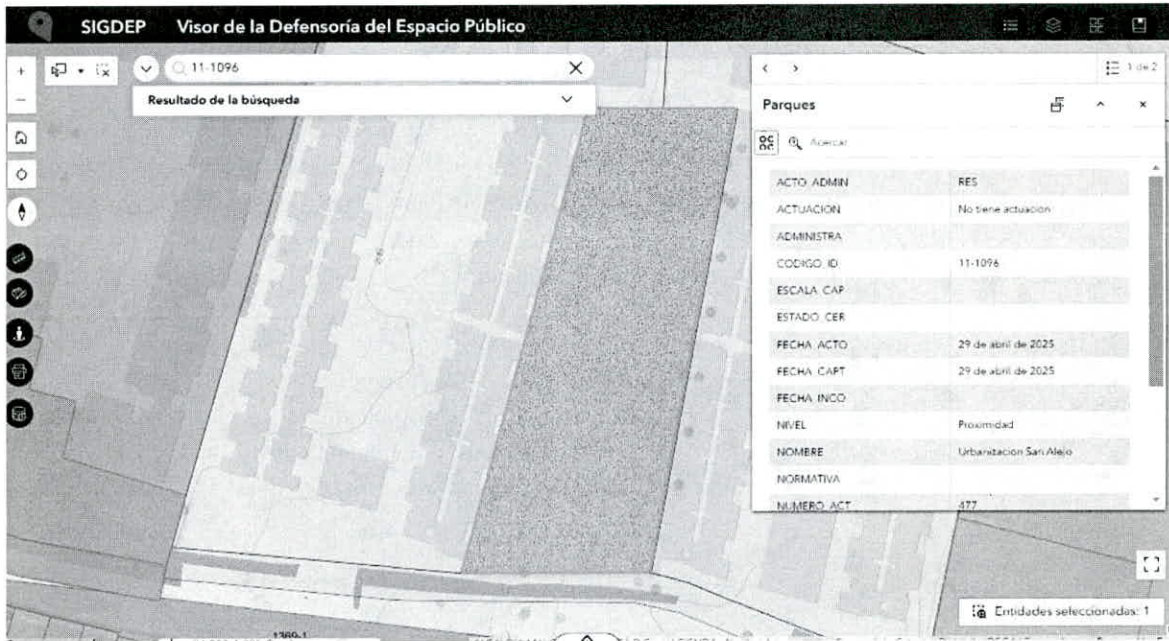 SIGDEP Visor de la Defensoría del Espacio Público
11-1096
Resultado de la búsqueda
1 de 2
Parques
Acercar
ACTO_ADMIN RES
ACTUACION No tiene actuacion
ADMINISTRA
CODIGO_ID 11-1096
ESCALA_CAP
ESTADO_CER
FECHA_ACTO 29 de abril de 2025
FECHA_CAPT 29 de abril de 2025
FECHA_INCO
NIVEL Proximidad
NOMBRE Urbanizacion San Alejo
NORMATIVA
NUMERO_ACT 477
Entidades seleccionadas: 1
1369-1